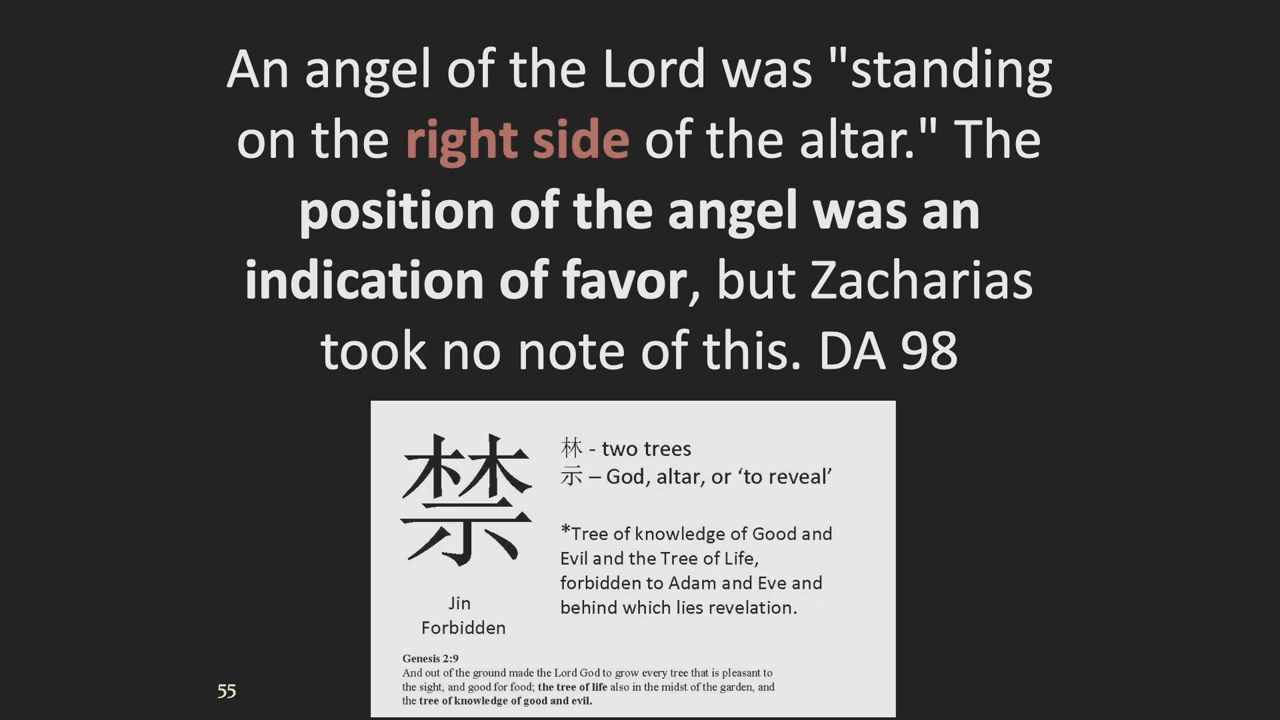 An angel of the Lord was "standing
on the right side of the altar." The
position of the angel was an
indication of favor, but Zacharias
took no note of this. DA 98
禁
Jin
Forbidden
林 - two trees
示 – God, altar, or ‘to reveal’
*Tree of knowledge of Good and
Evil and the Tree of Life,
forbidden to Adam and Eve and
behind which lies revelation.
Genesis 2:9
And out of the ground made the Lord God to grow every tree that is pleasant to
the sight, and good for food; the tree of life also in the midst of the garden, and
the tree of knowledge of good and evil.
55